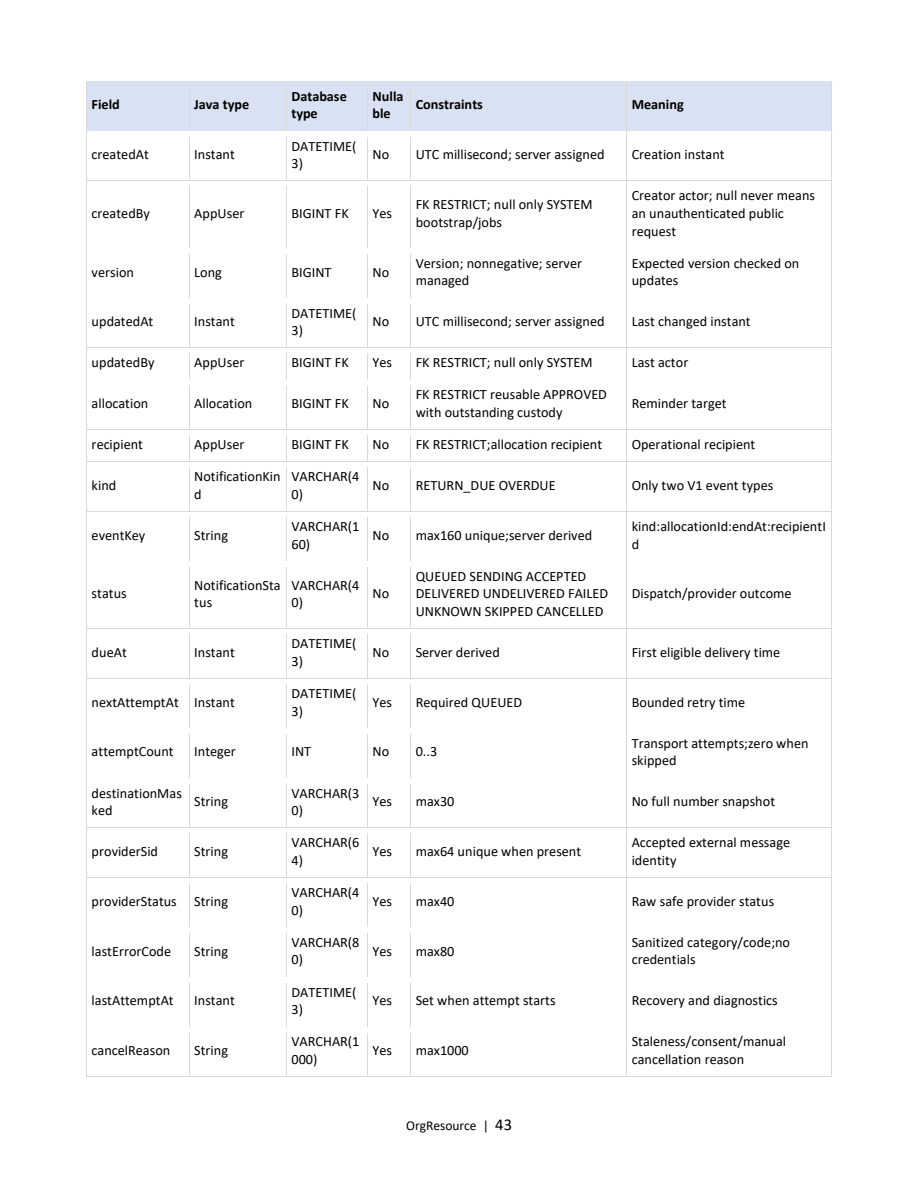 Field Java type Database type Nulla ble Constraints Meaning
createdAt Instant DATETIME( 3) No UTC millisecond; server assigned Creation instant
createdBy AppUser BIGINT FK Yes FK RESTRICT; null only SYSTEM bootstrap/jobs Creator actor; null never means an unauthenticated public request
version Long BIGINT No Version; nonnegative; server managed Expected version checked on updates
updatedAt Instant DATETIME( 3) No UTC millisecond; server assigned Last changed instant
updatedBy AppUser BIGINT FK Yes FK RESTRICT; null only SYSTEM Last actor
allocation Allocation BIGINT FK No FK RESTRICT reusable APPROVED with outstanding custody Reminder target
recipient AppUser BIGINT FK No FK RESTRICT;allocation recipient Operational recipient
kind NotificationKin d VARCHAR(4 0) No RETURN_DUE OVERDUE Only two V1 event types
eventKey String VARCHAR(1 60) No max160 unique;server derived kind:allocationId:endAt:recipientI d
status NotificationSta tus VARCHAR(4 0) No QUEUED SENDING ACCEPTED DELIVERED UNDELIVERED FAILED UNKNOWN SKIPPED CANCELLED Dispatch/provider outcome
dueAt Instant DATETIME( 3) No Server derived First eligible delivery time
nextAttemptAt Instant DATETIME( 3) Yes Required QUEUED Bounded retry time
attemptCount Integer INT No 0..3 Transport attempts;zero when skipped
destinationMas ked String VARCHAR(3 0) Yes max30 No full number snapshot
providerSid String VARCHAR(6 4) Yes max64 unique when present Accepted external message identity
providerStatus String VARCHAR(4 0) Yes max40 Raw safe provider status
lastErrorCode String VARCHAR(8 0) Yes max80 Sanitized category/code;no credentials
lastAttemptAt Instant DATETIME( 3) Yes Set when attempt starts Recovery and diagnostics
cancelReason String VARCHAR(1 000) Yes max1000 Staleness/consent/manual cancellation reason
OrgResource | 43